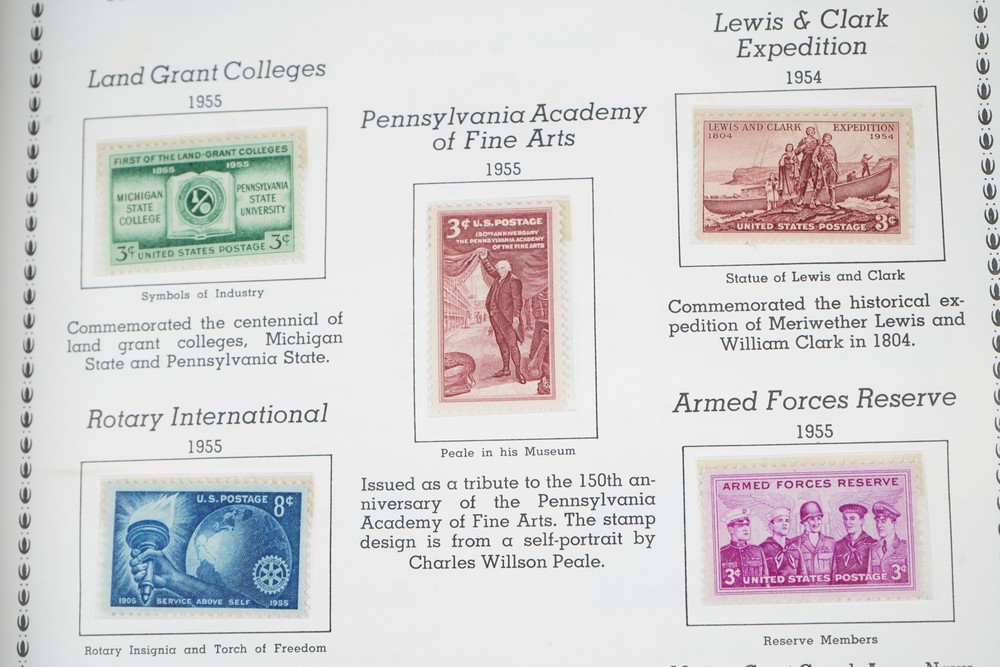 Land Grant Colleges
1955
FIRST OF THE LAND-GRANT COLLEGES
1855 1955
MICHIGAN
STATE
COLLEGE
PENNSYLVANIA
STATE
UNIVERSITY
3¢ UNITED STATES POSTAGE 3¢
Symbols of Industry
Commemorated the centennial of
land grant colleges, Michigan
State and Pennsylvania State.
Rotary International
1955
U.S. POSTAGE 8¢
1905 SERVICE ABOVE SELF 1955
Rotary Insignia and Torch of Freedom
Pennsylvania Academy
of Fine Arts
1955
3¢ U.S. POSTAGE
150TH ANNIVERSARY
THE PENNSYLVANIA ACADEMY
OF THE FINE ARTS
Peale in his Museum
Issued as a tribute to the 150th an-
niversary of the Pennsylvania
Academy of Fine Arts. The stamp
design is from a self-portrait by
Charles Willson Peale.
Lewis & Clark
Expedition
1954
LEWIS AND CLARK EXPEDITION
1804 1954
UNITED STATES POSTAGE 3¢
Statue of Lewis and Clark
Commemorated the historical ex-
pedition of Meriwether Lewis and
William Clark in 1804.
Armed Forces Reserve
1955
ARMED FORCES RESERVE
3¢ UNITED STATES POSTAGE 3¢
Reserve Members